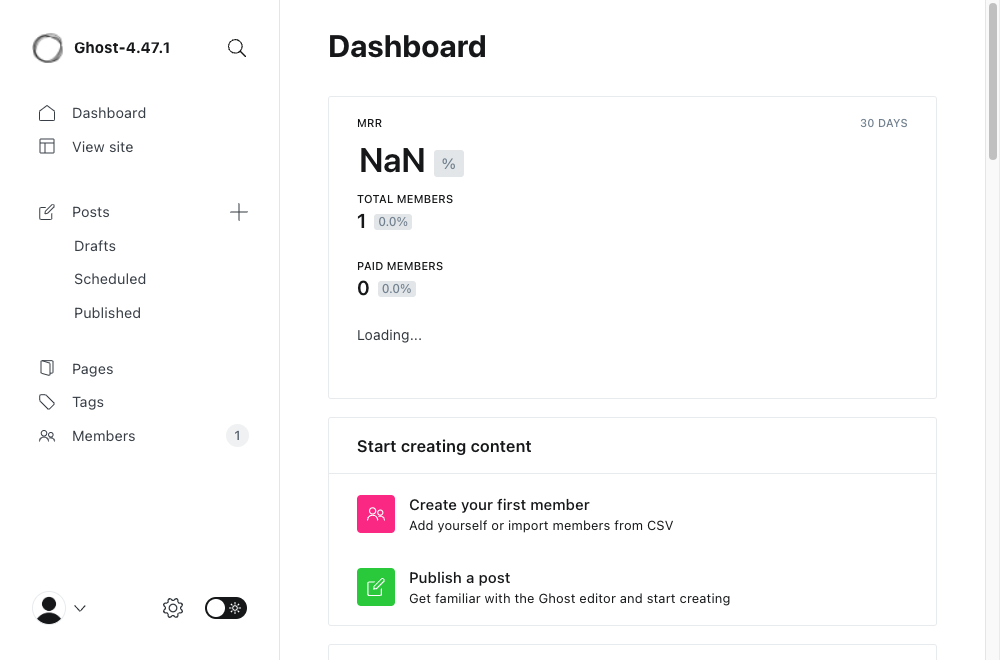 Ghost-4.47.1
Dashboard
View site
Posts
Drafts
Scheduled
Published
Pages
Tags
Members 1
Dashboard
MRR 30 DAYS
NaN %
TOTAL MEMBERS
1 0.0%
PAID MEMBERS
0 0.0%
Loading...
Start creating content
Create your first member
Add yourself or import members from CSV
Publish a post
Get familiar with the Ghost editor and start creating